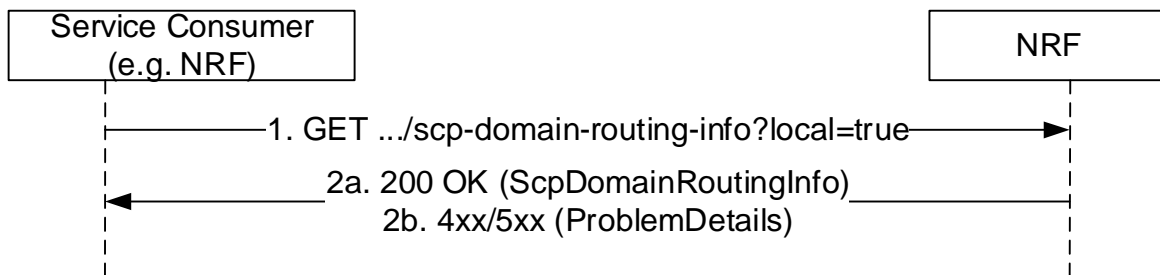 Service Consumer
(e.g. NRF)
NRF
1. GET .../scp-domain-routing-info?local=true
2a. 200 OK (ScpDomainRoutingInfo)
2b. 4xx/5xx (ProblemDetails)